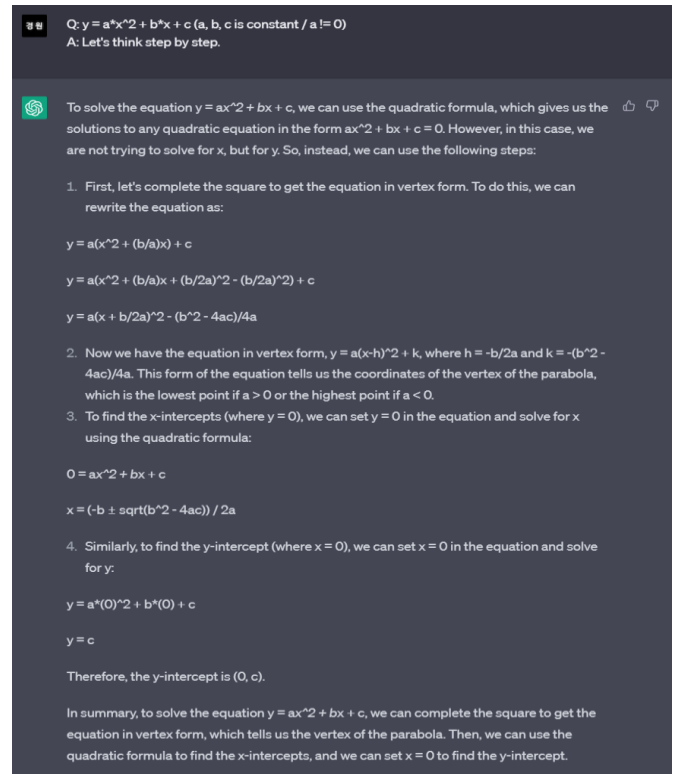 경원
Q: y = a*x^2 + b*x + c (a, b, c is constant / a != 0)
A: Let's think step by step.
To solve the equation y = ax^2 + bx + c, we can use the quadratic formula, which gives us the
solutions to any quadratic equation in the form ax^2 + bx + c = 0. However, in this case, we
are not trying to solve for x, but for y. So, instead, we can use the following steps:
1. First, let's complete the square to get the equation in vertex form. To do this, we can
rewrite the equation as:
y = a(x^2 + (b/a)x) + c
y = a(x^2 + (b/a)x + (b/2a)^2 - (b/2a)^2) + c
y = a(x + b/2a)^2 - (b^2 - 4ac)/4a
2. Now we have the equation in vertex form, y = a(x-h)^2 + k, where h = -b/2a and k = -(b^2 -
4ac)/4a. This form of the equation tells us the coordinates of the vertex of the parabola,
which is the lowest point if a > 0 or the highest point if a < 0.
3. To find the x-intercepts (where y = 0), we can set y = 0 in the equation and solve for x
using the quadratic formula:
0 = ax^2 + bx + c
x = (-b ± sqrt(b^2 - 4ac)) / 2a
4. Similarly, to find the y-intercept (where x = 0), we can set x = 0 in the equation and solve
for y:
y = a*(0)^2 + b*(0) + c
y = c
Therefore, the y-intercept is (0, c).
In summary, to solve the equation y = ax^2 + bx + c, we can complete the square to get the
equation in vertex form, which tells us the vertex of the parabola. Then, we can use the
quadratic formula to find the x-intercepts, and we can set x = 0 to find the y-intercept.